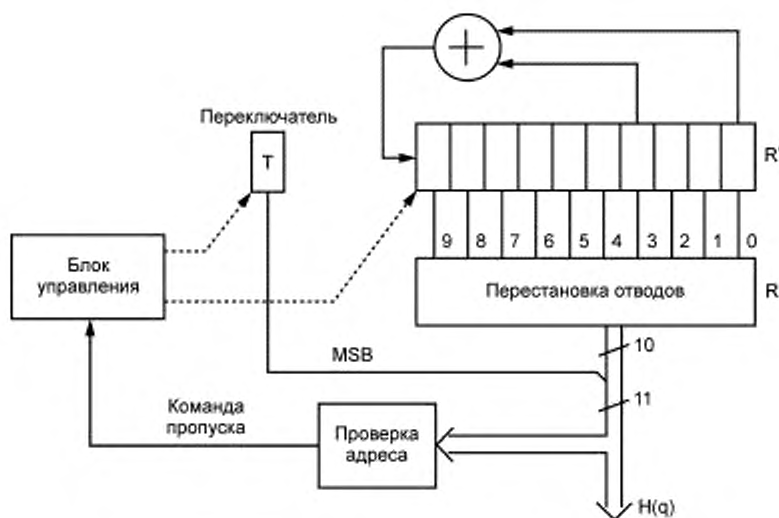 Переключатель
T
R'
9 8 7 6 5 4 3 2 1 0
Блок
управления
Перестановка отводов
R
10
MSB
11
Команда
пропуска
Проверка
адреса
H(q)